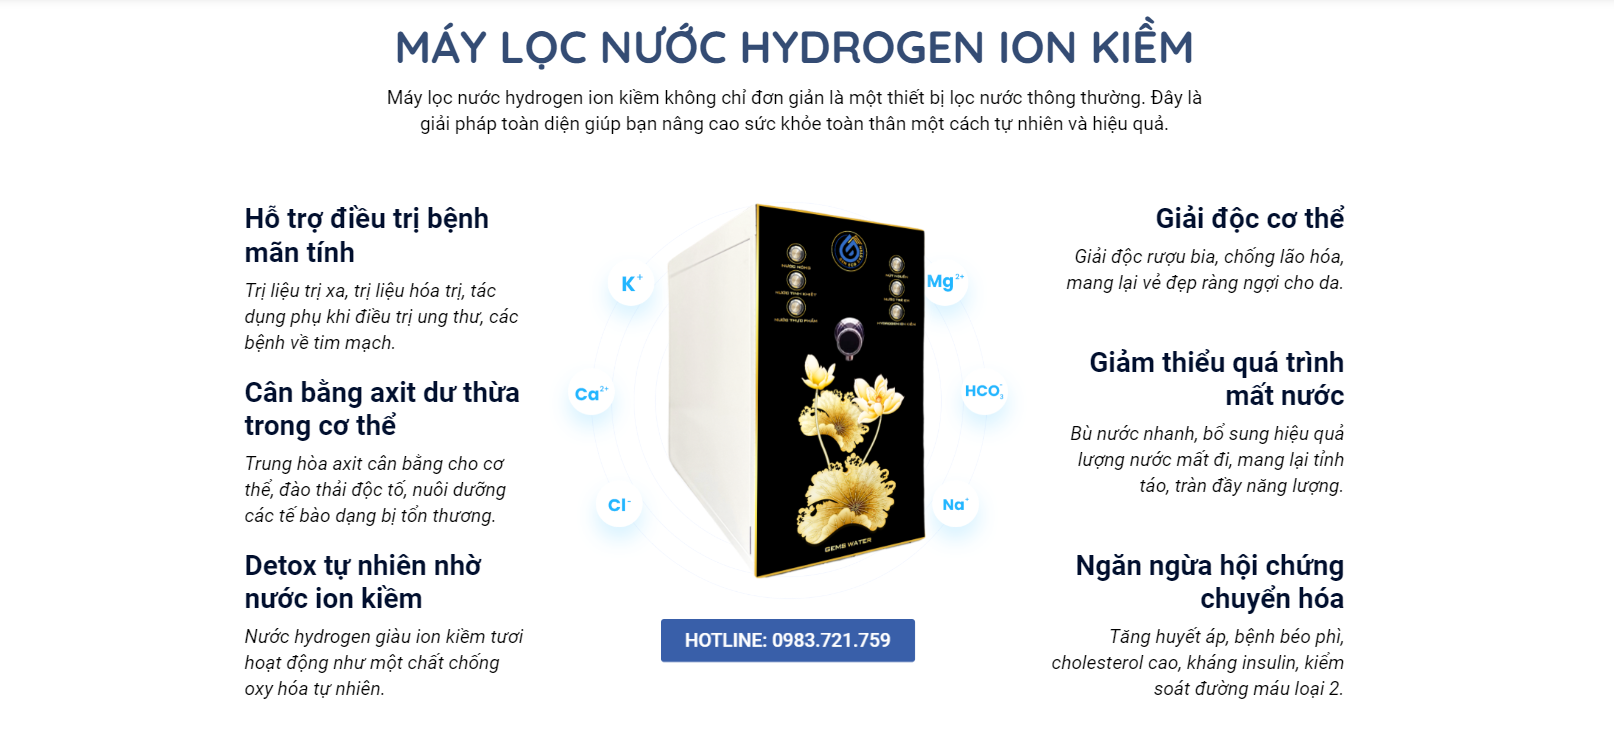 MÁY LỌC NƯỚC HYDROGEN ION KIỀM
Máy lọc nước hydrogen ion kiềm không chỉ đơn giản là một thiết bị lọc nước thông thường. Đây là
giải pháp toàn diện giúp bạn nâng cao sức khỏe toàn thân một cách tự nhiên và hiệu quả.
Hỗ trợ điều trị bệnh
mãn tính
Trị liệu trị xa, trị liệu hóa trị, tác
dụng phụ khi điều trị ung thư, các
bệnh về tim mạch.
Cân bằng axit dư thừa
trong cơ thể
Trung hòa axit cân bằng cho cơ
thể, đào thải độc tố, nuôi dưỡng
các tế bào dạng bị tổn thương.
Detox tự nhiên nhờ
nước ion kiềm
Nước hydrogen giàu ion kiềm tươi
hoạt động như một chất chống
oxy hóa tự nhiên.
K⁺
Ca²⁺
Cl⁻
NƯỚC NÓNG
NƯỚC TINH KHIẾT
NƯỚC THỰC PHẨM
GEMS WATER
Mg²⁺
HCO₃⁻
Na⁺
HOTLINE: 0983.721.759
Giải độc cơ thể
Giải độc rượu bia, chống lão hóa,
mang lại vẻ đẹp ràng ngợi cho da.
Giảm thiểu quá trình
mất nước
Bù nước nhanh, bổ sung hiệu quả
lượng nước mất đi, mang lại tỉnh
táo, tràn đầy năng lượng.
Ngăn ngừa hội chứng
chuyển hóa
Tăng huyết áp, bệnh béo phì,
cholesterol cao, kháng insulin, kiểm
soát đường máu loại 2.